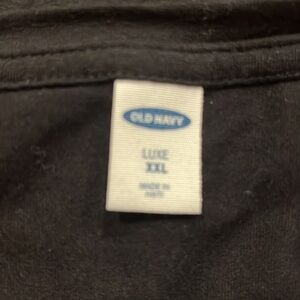 OLD NAVY
LUXE
XXL
MADE IN
HAITI